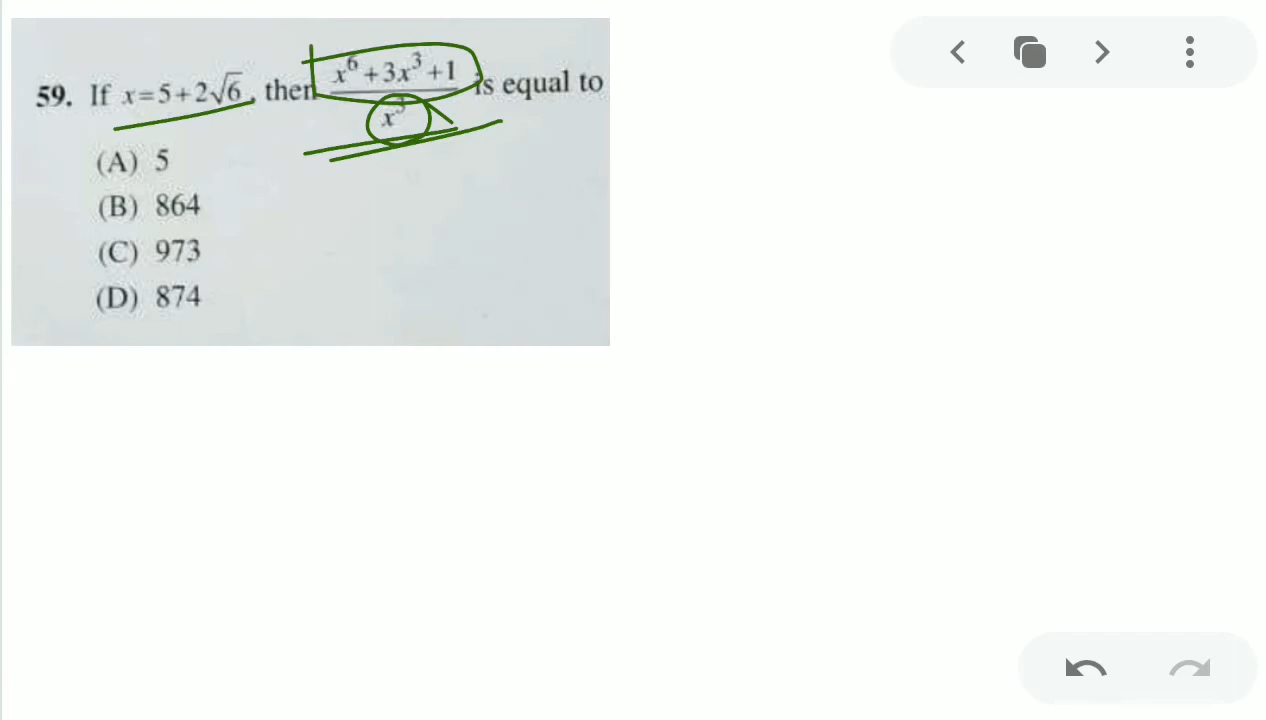 59. If x=5+2√6, then (x⁶+3x³+1)/x³ is equal to
(A) 5
(B) 864
(C) 973
(D) 874